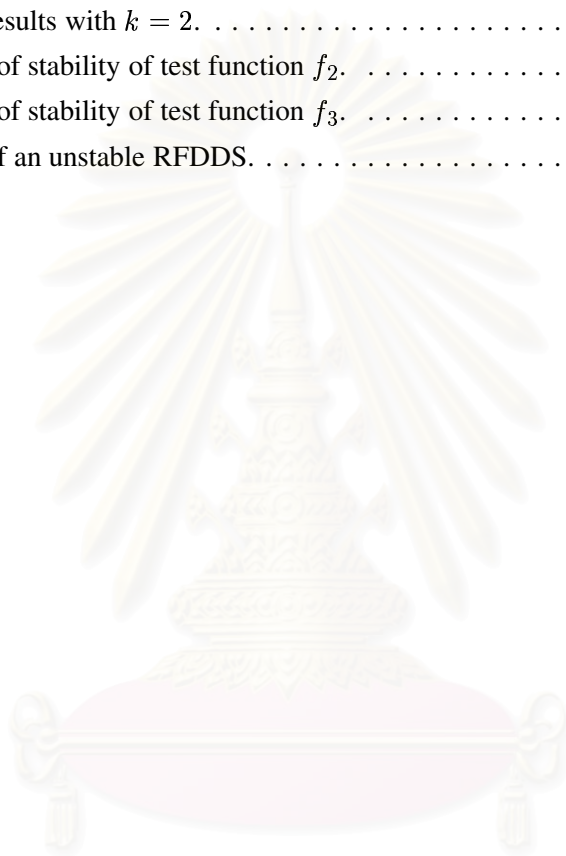 esults with k = 2. . . . . . . . . . . . . . . . . . . . . . . .
of stability of test function f₂. . . . . . . . . . . . . .
of stability of test function f₃. . . . . . . . . . . . . .
f an unstable RFDDS. . . . . . . . . . . . . . . . . . . .